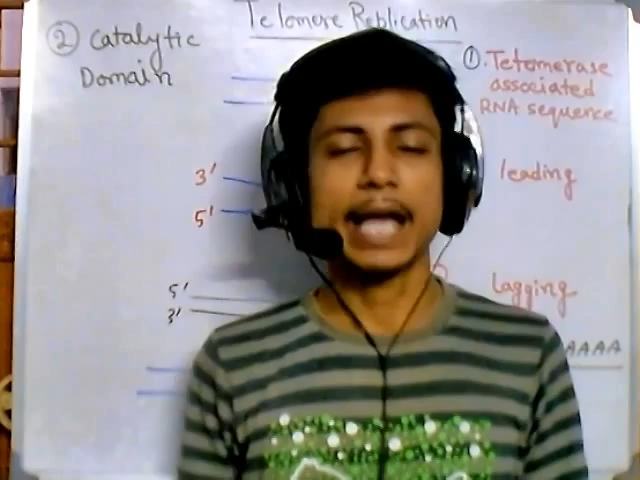 Telomere Replication
② Catalytic
Domain
①. Telomerase
associated
RNA sequence
3'
leading
5'
5'
Lagging
3'
AAAA